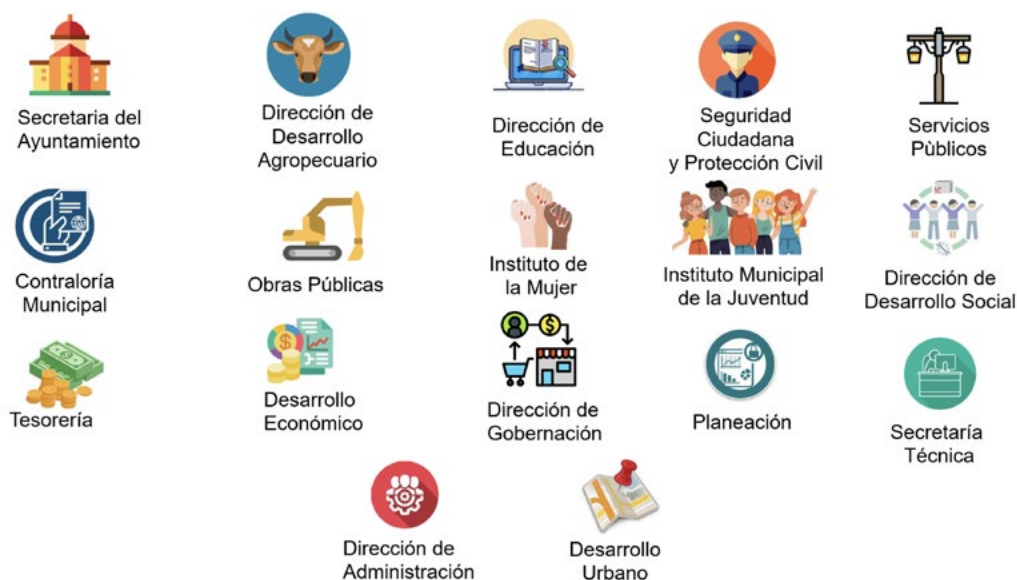 Secretaria del
Ayuntamiento
Dirección de
Desarrollo
Agropecuario
Dirección de
Educación
Seguridad
Ciudadana
y Protección Civil
Servicios
Pùblicos
Contraloría
Municipal
Obras Públicas
Instituto de
la Mujer
Instituto Municipal
de la Juventud
Dirección de
Desarrollo Social
Tesorería
Desarrollo
Económico
Dirección de
Gobernación
Planeación
Secretaría
Técnica
Dirección de
Administración
Desarrollo
Urbano